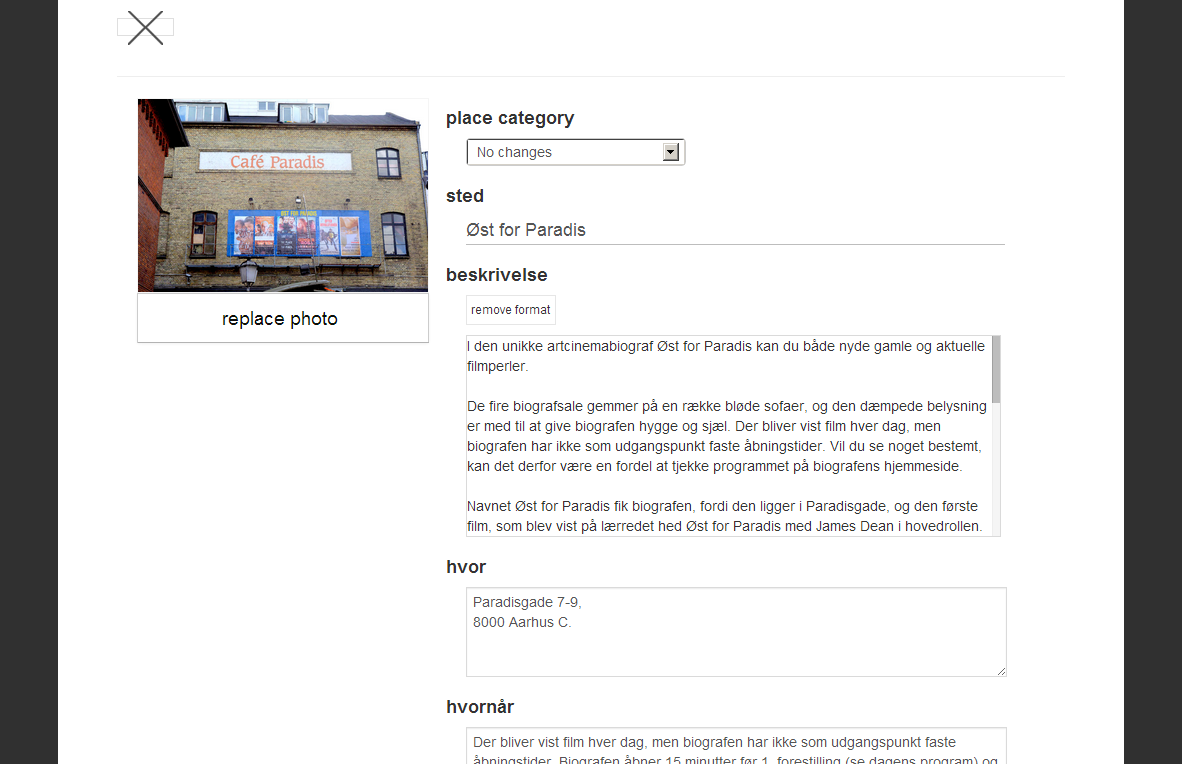 Café Paradis
ØST FOR PARADIS
replace photo
place category
No changes
sted
Øst for Paradis
beskrivelse
remove format
I den unikke artcinemabiograf Øst for Paradis kan du både nyde gamle og aktuelle
filmperler.
De fire biografsale gemmer på en række bløde sofaer, og den dæmpede belysning
er med til at give biografen hygge og sjæl. Der bliver vist film hver dag, men
biografen har ikke som udgangspunkt faste åbningstider. Vil du se noget bestemt,
kan det derfor være en fordel at tjekke programmet på biografens hjemmeside.
Navnet Øst for Paradis fik biografen, fordi den ligger i Paradisgade, og den første
film, som blev vist på lærredet hed Øst for Paradis med James Dean i hovedrollen.
hvor
Paradisgade 7-9,
8000 Aarhus C.
hvornår
Der bliver vist film hver dag, men biografen har ikke som udgangspunkt faste
åbningstider. Biografen åbner 15 minutter før 1. forestilling (se dagens program) og